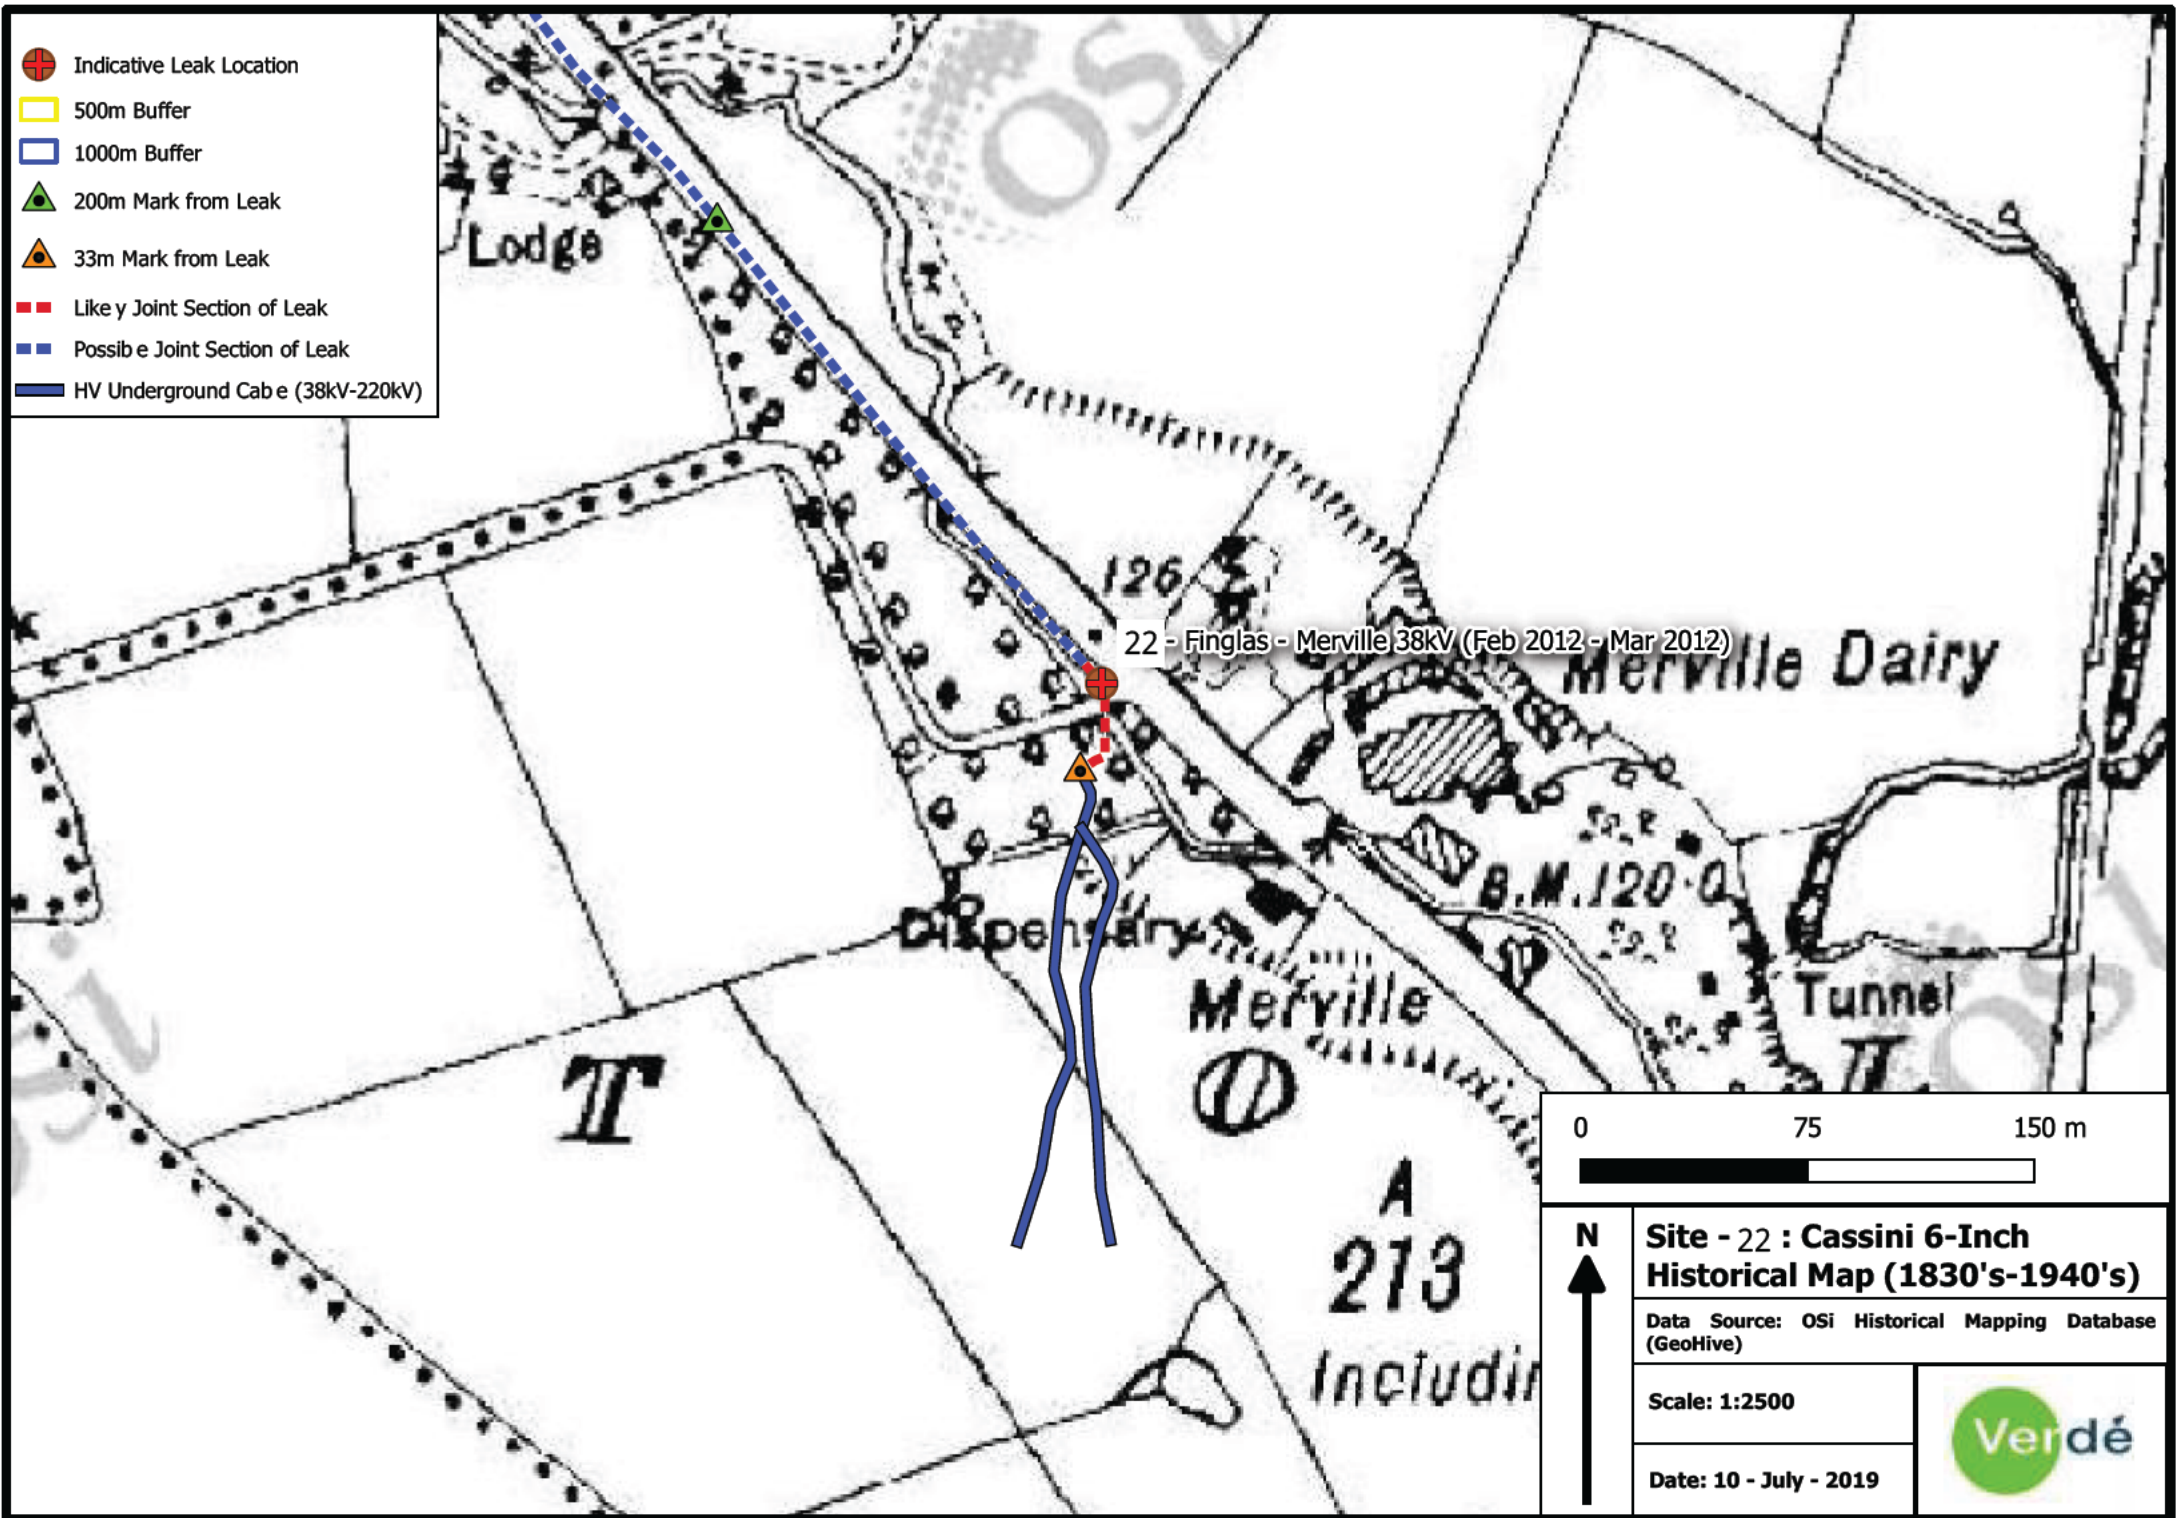 Indicative Leak Location
500m Buffer
1000m Buffer
200m Mark from Leak
33m Mark from Leak
Like y Joint Section of Leak
Possib e Joint Section of Leak
HV Underground Cab e (38kV-220kV)
OSi
Lodge
126
22 - Finglas - Merville 38kV (Feb 2012 - Mar 2012)
Merville Dairy
B.M.120·0
Dispensary
Merville
Tunnel
T
O
A
213
Includin
0 75 150 m
N
Site - 22 : Cassini 6-Inch
Historical Map (1830's-1940's)
Data Source: OSi Historical Mapping Database
(GeoHive)
Scale: 1:2500
Date: 10 - July - 2019
Verdé